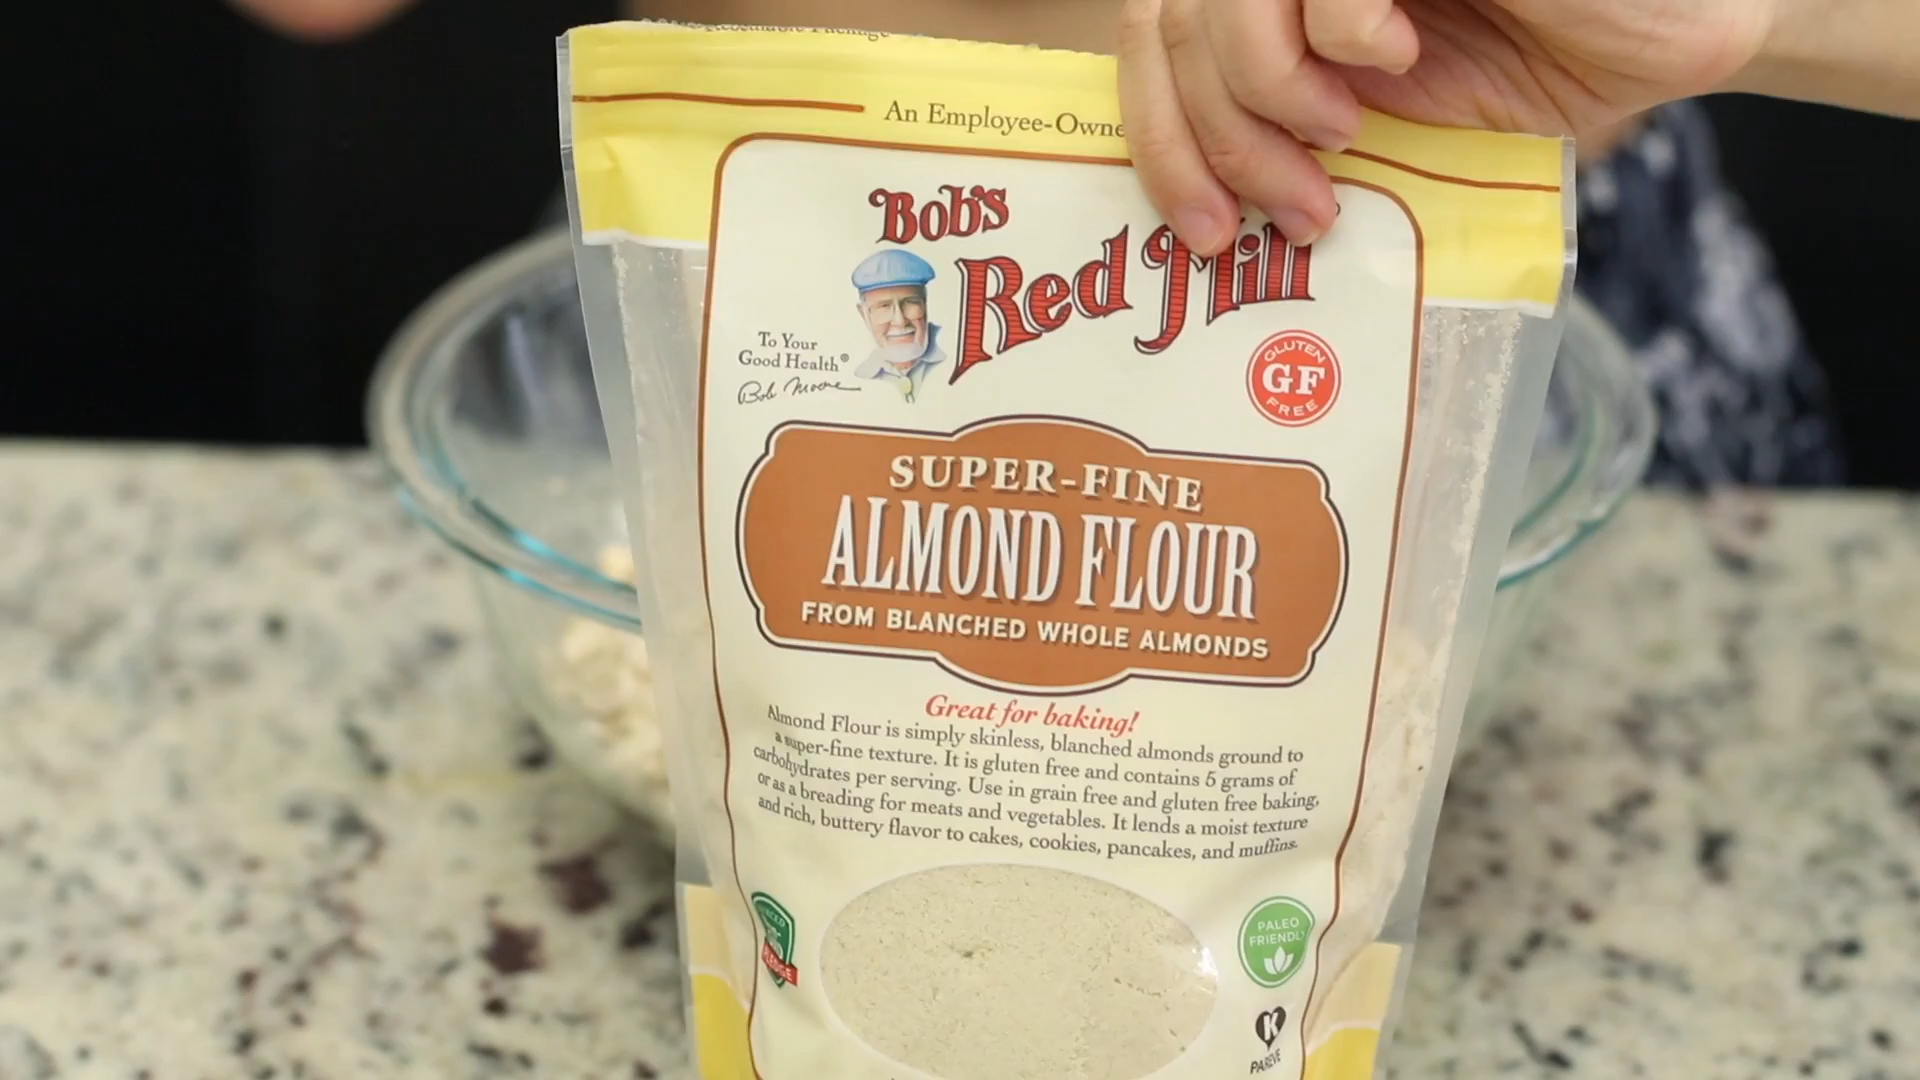 Resealable Package
An Employee-Owne
Bob's
Red Mill
To Your
Good Health®
Bob Moore
GLUTEN
GF
FREE
SUPER-FINE
ALMOND FLOUR
FROM BLANCHED WHOLE ALMONDS
Great for baking!
Almond Flour is simply skinless, blanched almonds ground to
a super-fine texture. It is gluten free and contains 5 grams of
carbohydrates per serving. Use in grain free and gluten free baking,
or as a breading for meats and vegetables. It lends a moist texture
and rich, buttery flavor to cakes, cookies, pancakes, and muffins.
PALEO
FRIENDLY
K
PAREVE